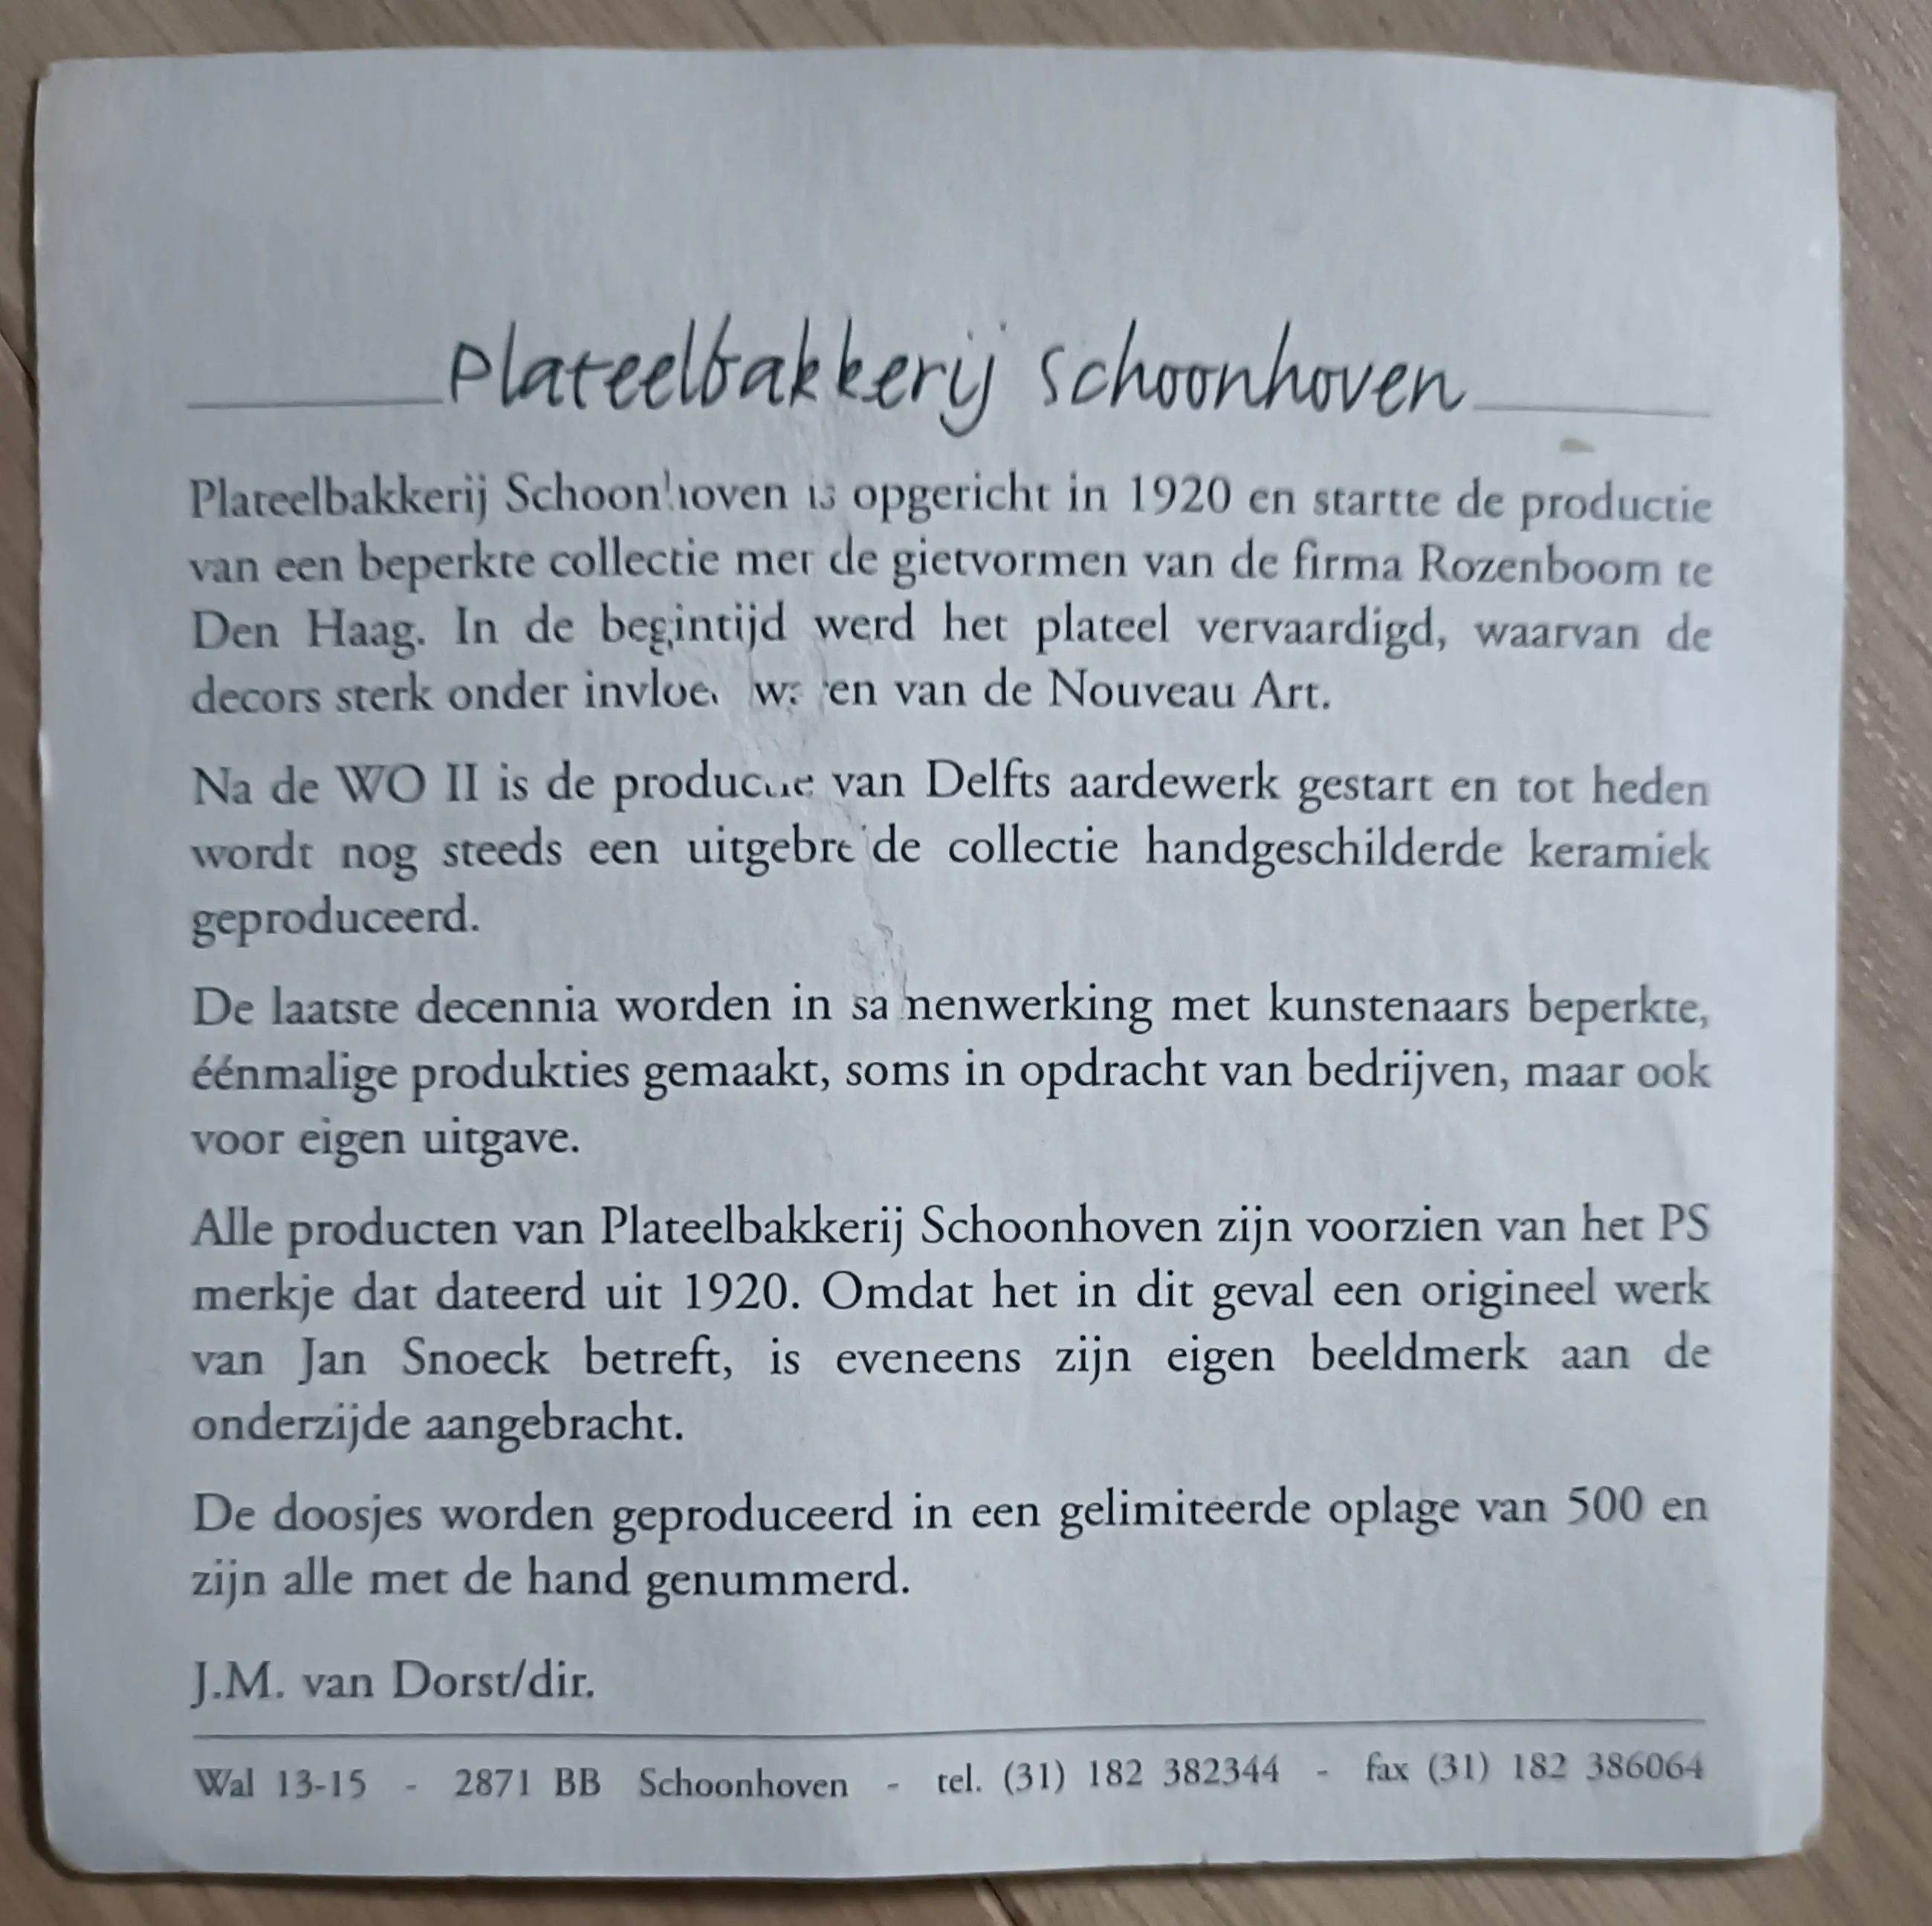 Plateelbakkerij Schoonhoven
Plateelbakkerij Schoonhoven is opgericht in 1920 en startte de productie
van een beperkte collectie met de gietvormen van de firma Rozenboom te
Den Haag. In de begintijd werd het plateel vervaardigd, waarvan de
decors sterk onder invloed waren van de Nouveau Art.
Na de WO II is de productie van Delfts aardewerk gestart en tot heden
wordt nog steeds een uitgebreide collectie handgeschilderde keramiek
geproduceerd.
De laatste decennia worden in samenwerking met kunstenaars beperkte,
éénmalige produkties gemaakt, soms in opdracht van bedrijven, maar ook
voor eigen uitgave.
Alle producten van Plateelbakkerij Schoonhoven zijn voorzien van het PS
merkje dat dateerd uit 1920. Omdat het in dit geval een origineel werk
van Jan Snoeck betreft, is eveneens zijn eigen beeldmerk aan de
onderzijde aangebracht.
De doosjes worden geproduceerd in een gelimiteerde oplage van 500 en
zijn alle met de hand genummerd.
J.M. van Dorst/dir.
Wal 13-15 - 2871 BB Schoonhoven - tel. (31) 182 382344 - fax (31) 182 386064